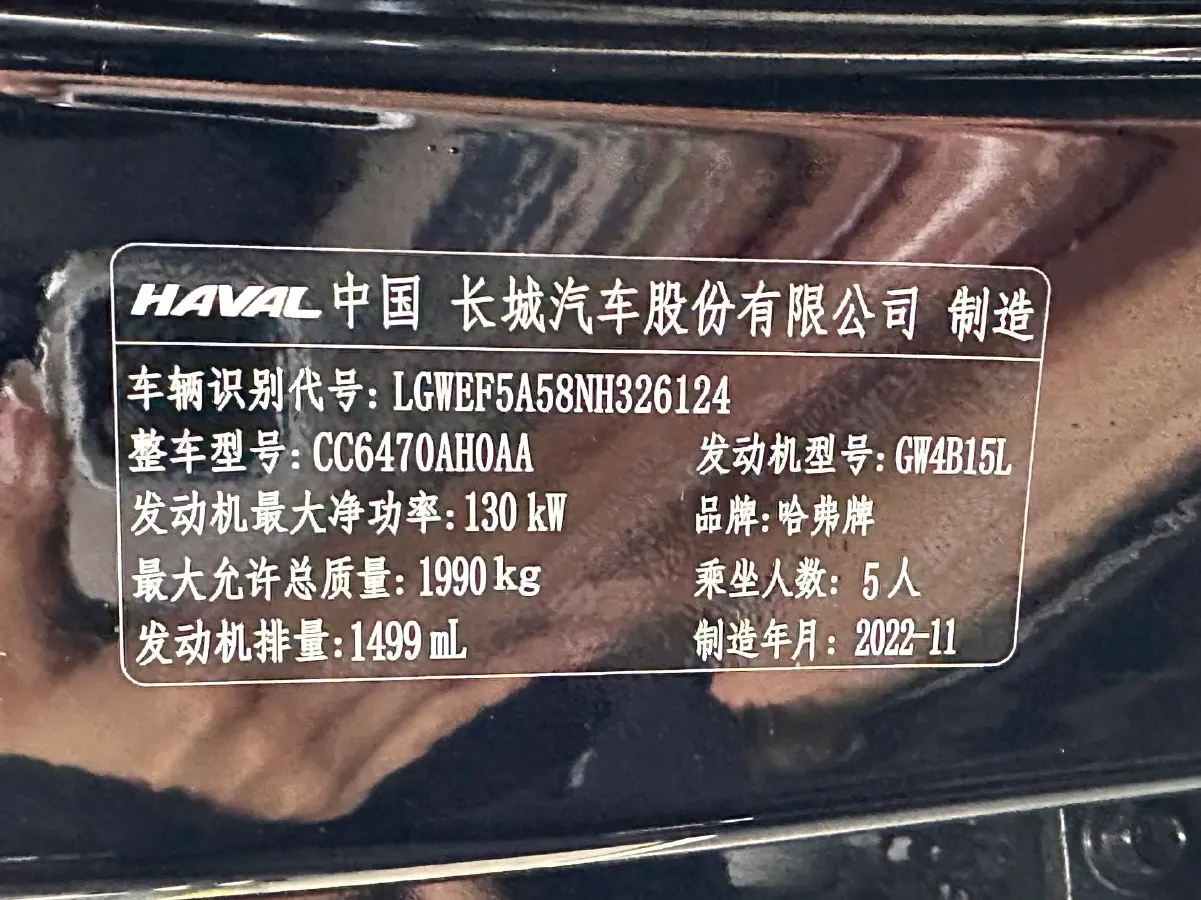 HAVAL 中国 长城汽车股份有限公司 制造
车辆识别代号: LGWEF5A58NH326124
整车型号: CC6470AH0AA 发动机型号: GW4B15L
发动机最大净功率: 130 kW 品牌: 哈弗牌
最大允许总质量: 1990 kg 乘坐人数: 5 人
发动机排量: 1499 mL 制造年月: 2022-11